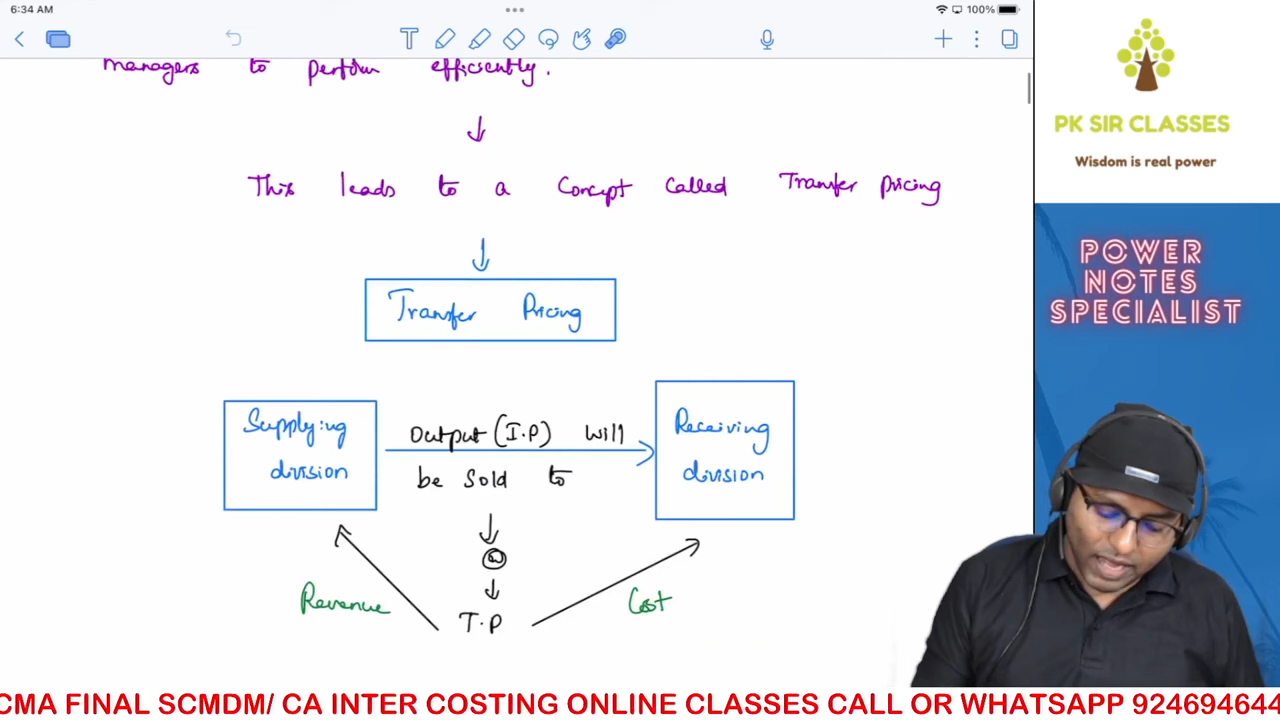 6:34 AM
100%
managers to perform efficiently.
This leads to a Concept called Transfer pricing
Transfer Pricing
Supplying
division
Output (I.P) will
be sold to
Receiving
division
Revenue
Cost
T.P
PK SIR CLASSES
Wisdom is real power
POWER
NOTES
SPECIALIST
CMA FINAL SCMDM/ CA INTER COSTING ONLINE CLASSES CALL OR WHATSAPP 924694644